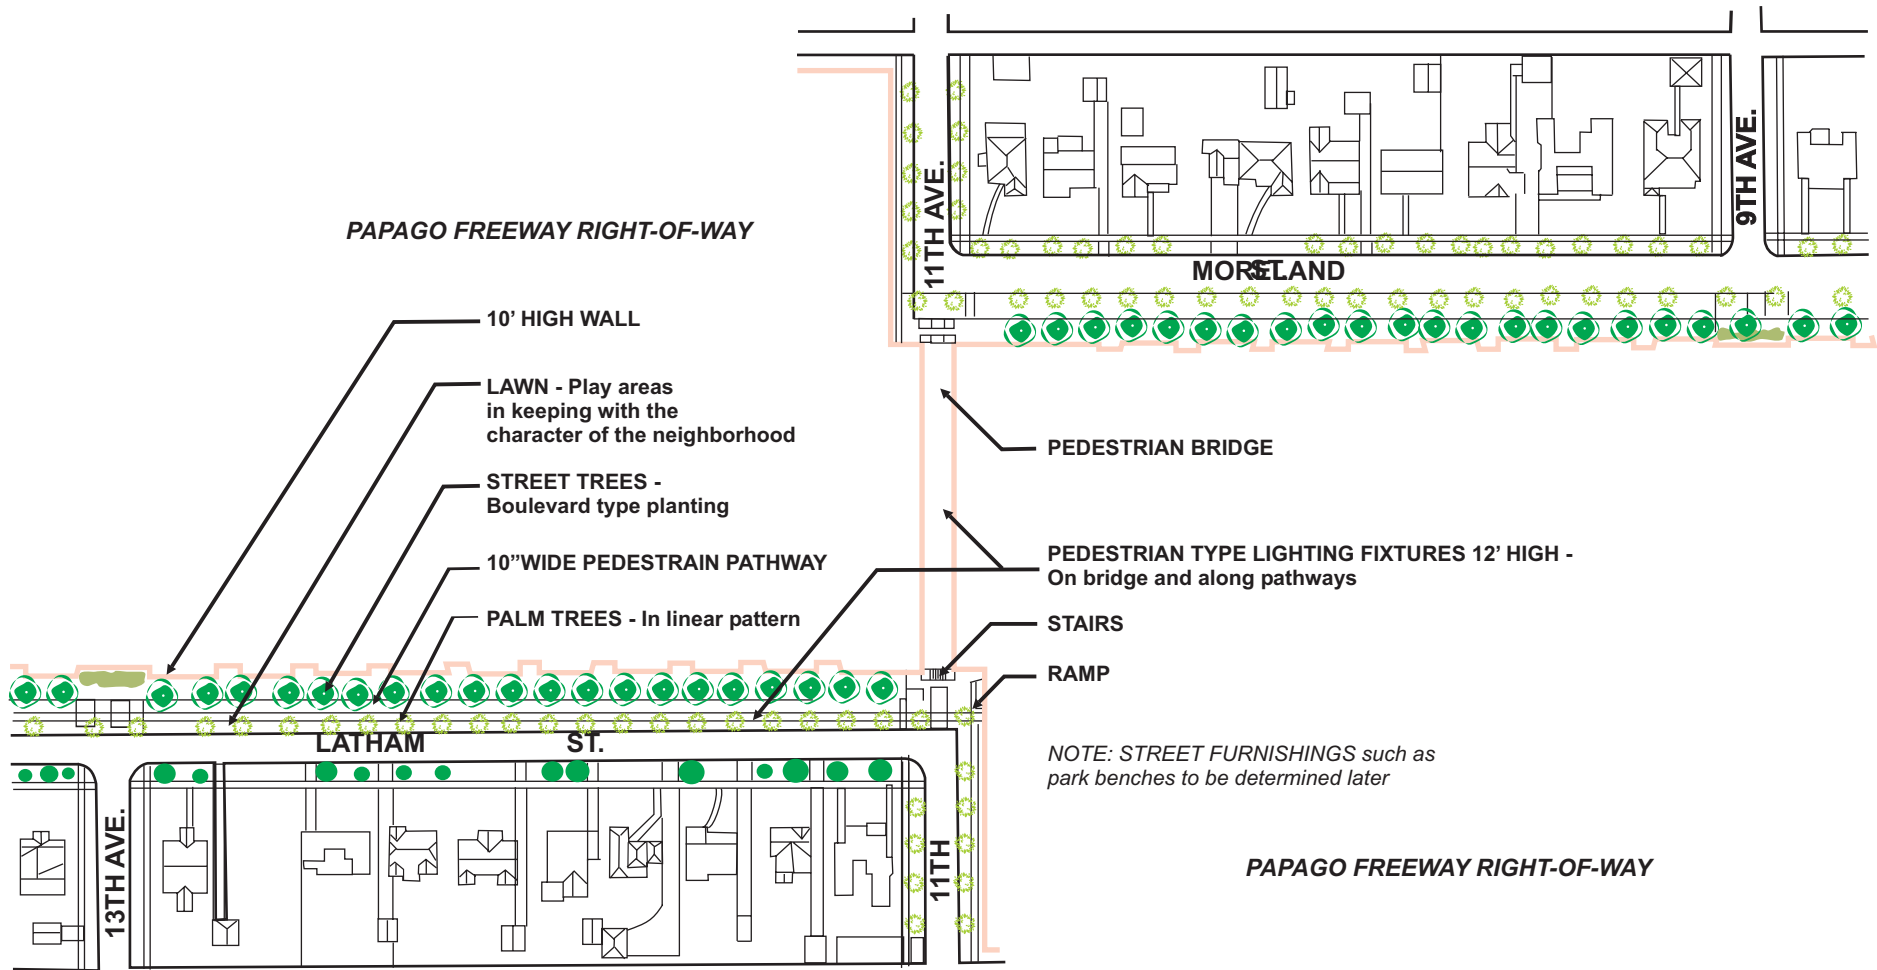 11TH AVE.
9TH AVE.
MORELAND ST.
PAPAGO FREEWAY RIGHT-OF-WAY
10’ HIGH WALL
LAWN - Play areas
in keeping with the
character of the neighborhood
STREET TREES -
Boulevard type planting
10”WIDE PEDESTRAIN PATHWAY
PALM TREES - In linear pattern
PEDESTRIAN BRIDGE
PEDESTRIAN TYPE LIGHTING FIXTURES 12’ HIGH -
On bridge and along pathways
STAIRS
RAMP
NOTE: STREET FURNISHINGS such as
park benches to be determined later
LATHAM ST.
13TH AVE.
11TH
PAPAGO FREEWAY RIGHT-OF-WAY